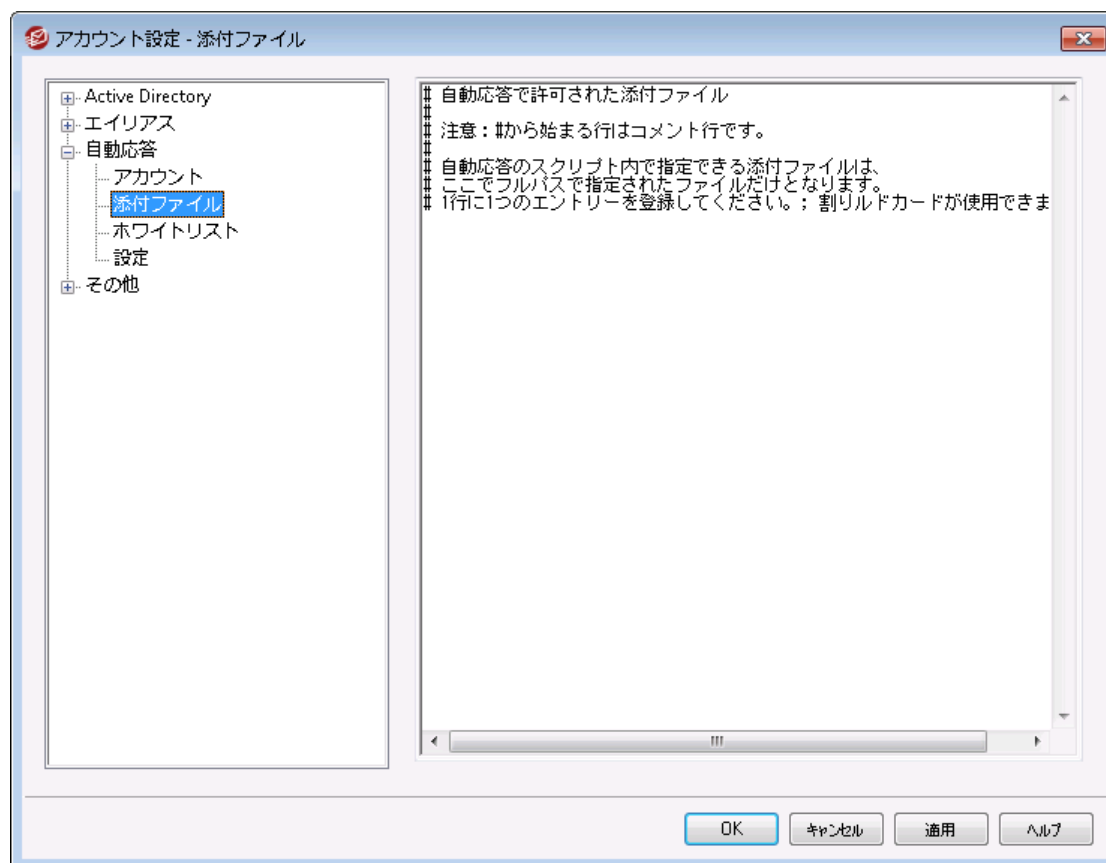 アカウント設定 - 添付ファイル
Active Directory
エイリアス
自動応答
アカウント
添付ファイル
ホワイトリスト
設定
その他
# 自動応答で許可された添付ファイル
#
# 注意：#から始まる行はコメント行です。
#
# 自動応答のスクリプト内で指定できる添付ファイルは、
# ここでフルパスで指定されたファイルだけとなります。
# 1行に1つのエントリーを登録してください。; 割りルドカードが使用できま
OK
キャンセル
適用
ヘルプ